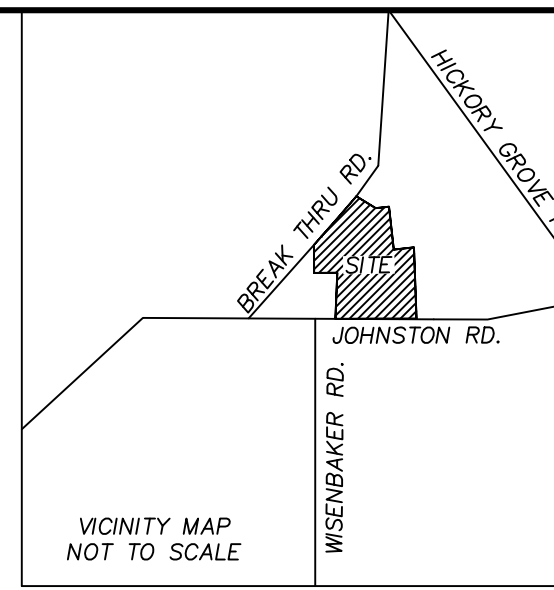 HICKORY GROVE
BREAK THRU RD.
SITE
JOHNSTON RD.
WISENBAKER RD.
VICINITY MAP
NOT TO SCALE